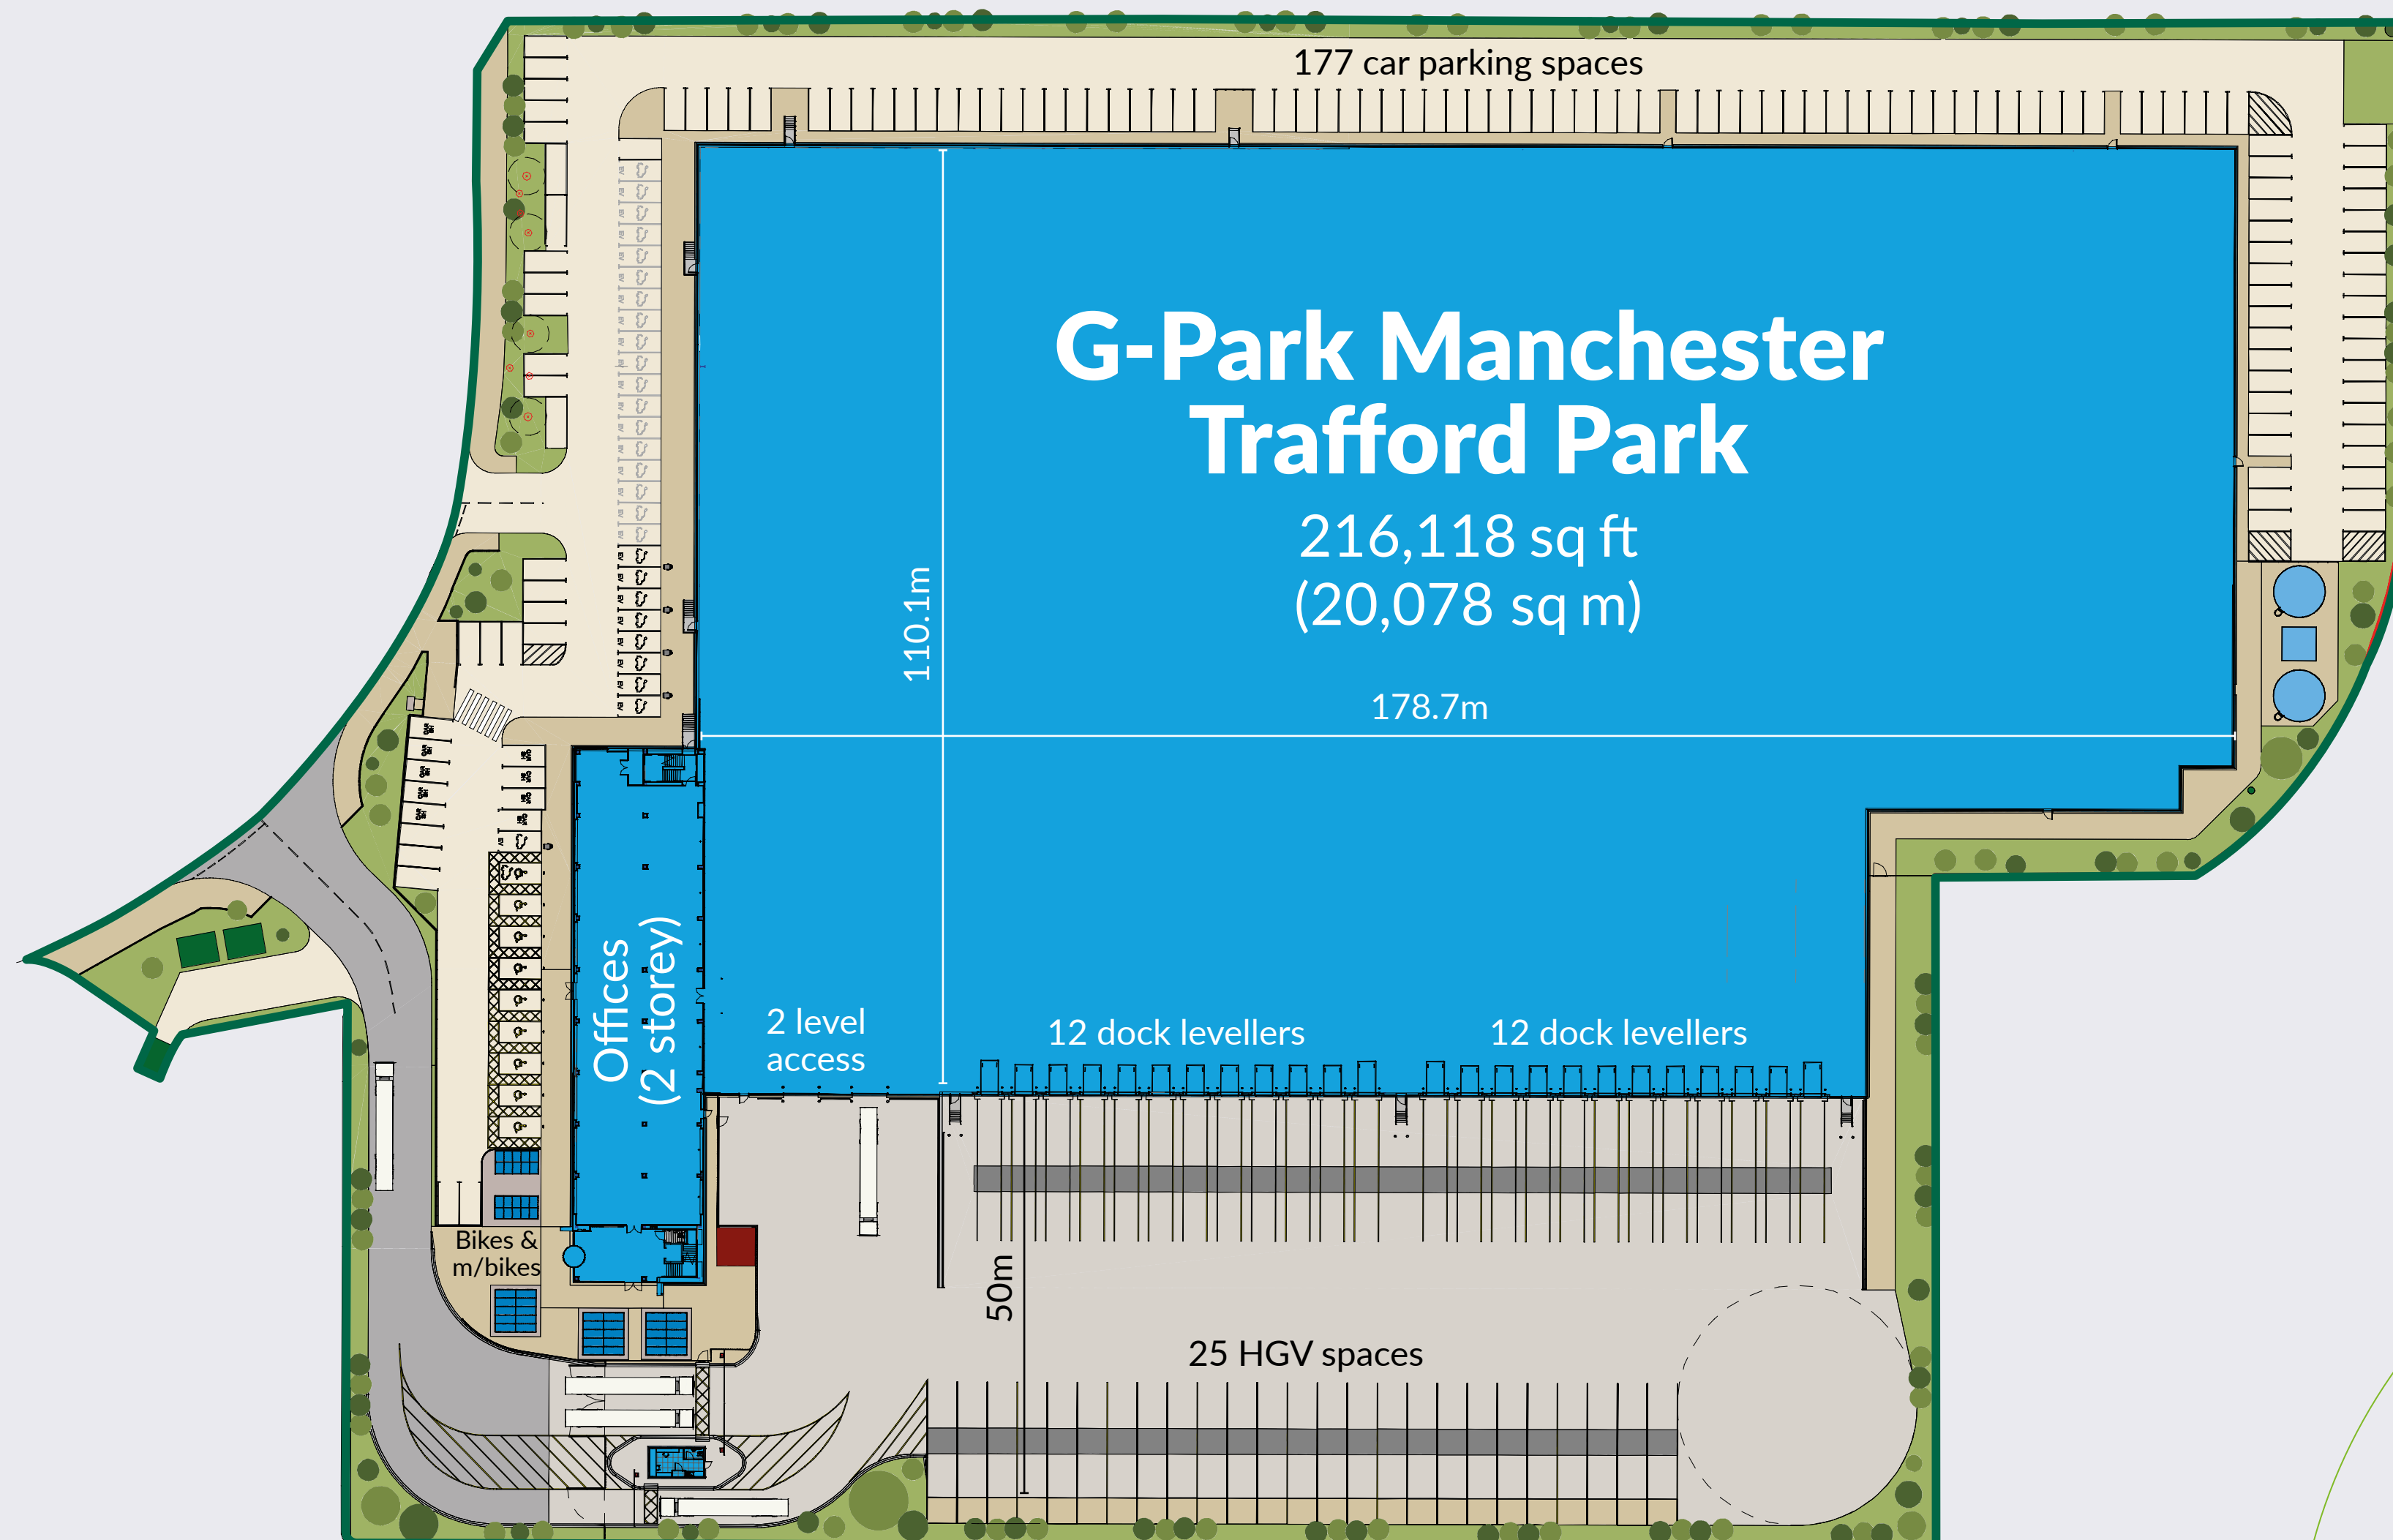 177 car parking spaces
G-Park Manchester
Trafford Park
216,118 sq ft
(20,078 sq m)
110.1m
178.7m
Offices
(2 storey)
2 level
access
12 dock levellers
12 dock levellers
Bikes &
m/bikes
50m
25 HGV spaces